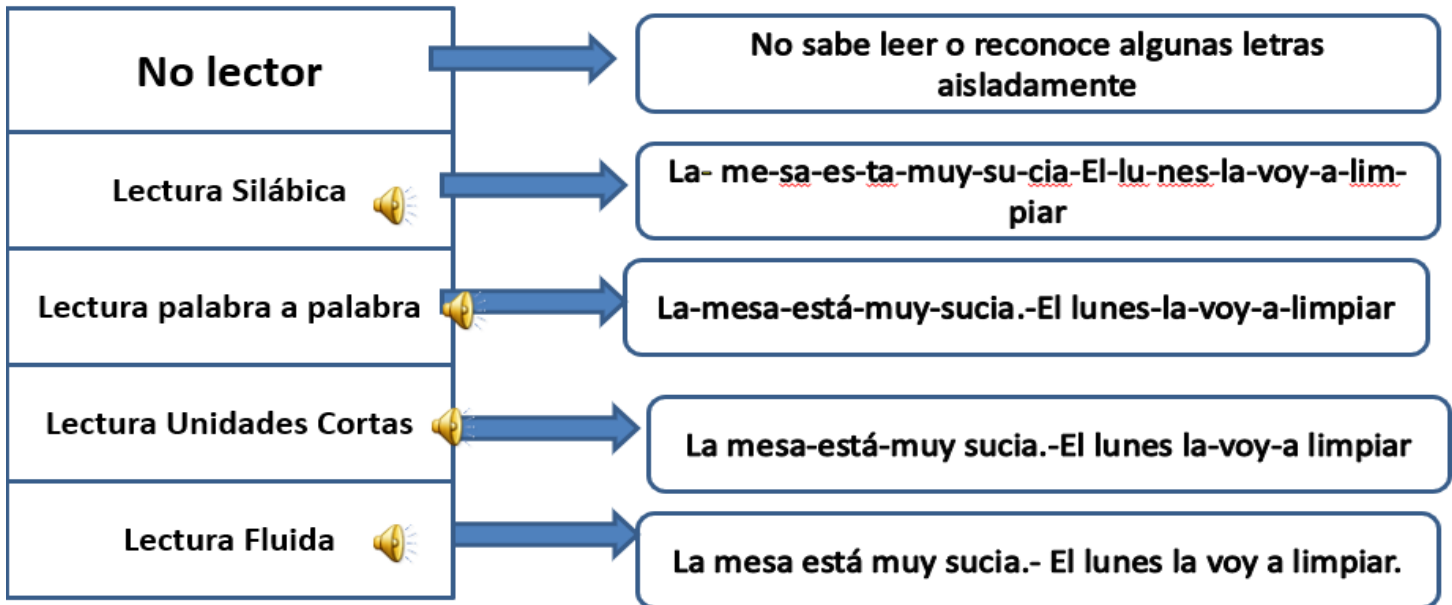 No lector
No sabe leer o reconoce algunas letras
aisladamente
Lectura Silábica
La- me-sa-es-ta-muy-su-cia-El-lu-nes-la-voy-a-lim-
piar
Lectura palabra a palabra
La-mesa-está-muy-sucia.-El lunes-la-voy-a-limpiar
Lectura Unidades Cortas
La mesa-está-muy sucia.-El lunes la-voy-a limpiar
Lectura Fluida
La mesa está muy sucia.- El lunes la voy a limpiar.